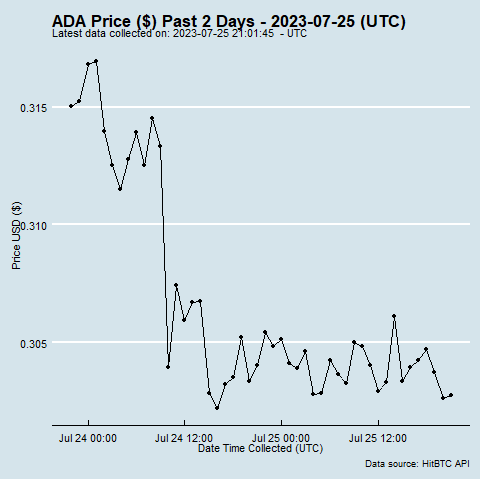 ADA Price ($) Past 2 Days - 2023-07-25 (UTC)
Latest data collected on: 2023-07-25 21:01:45 - UTC
0.315
0.310
0.305
Price USD ($)
Jul 24 00:00 Jul 24 12:00 Jul 25 00:00 Jul 25 12:00
Date Time Collected (UTC)
Data source: HitBTC API